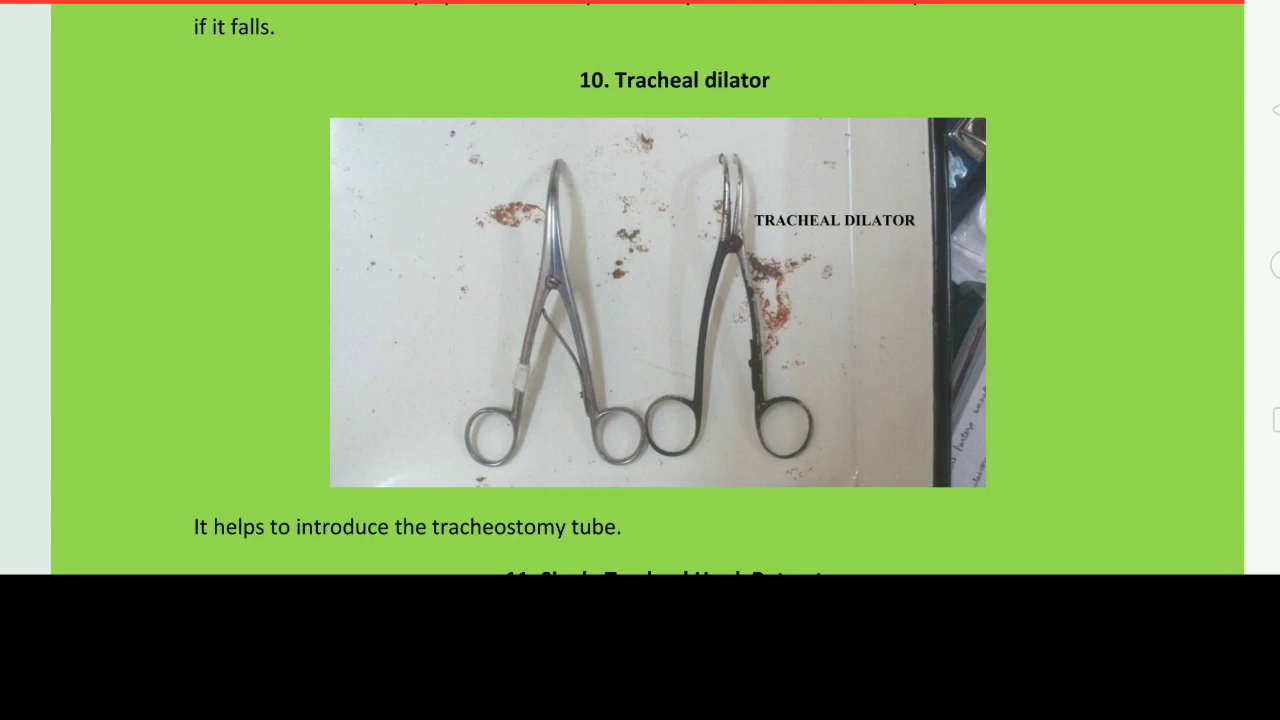 if it falls.
10. Tracheal dilator
TRACHEAL DILATOR
It helps to introduce the tracheostomy tube.